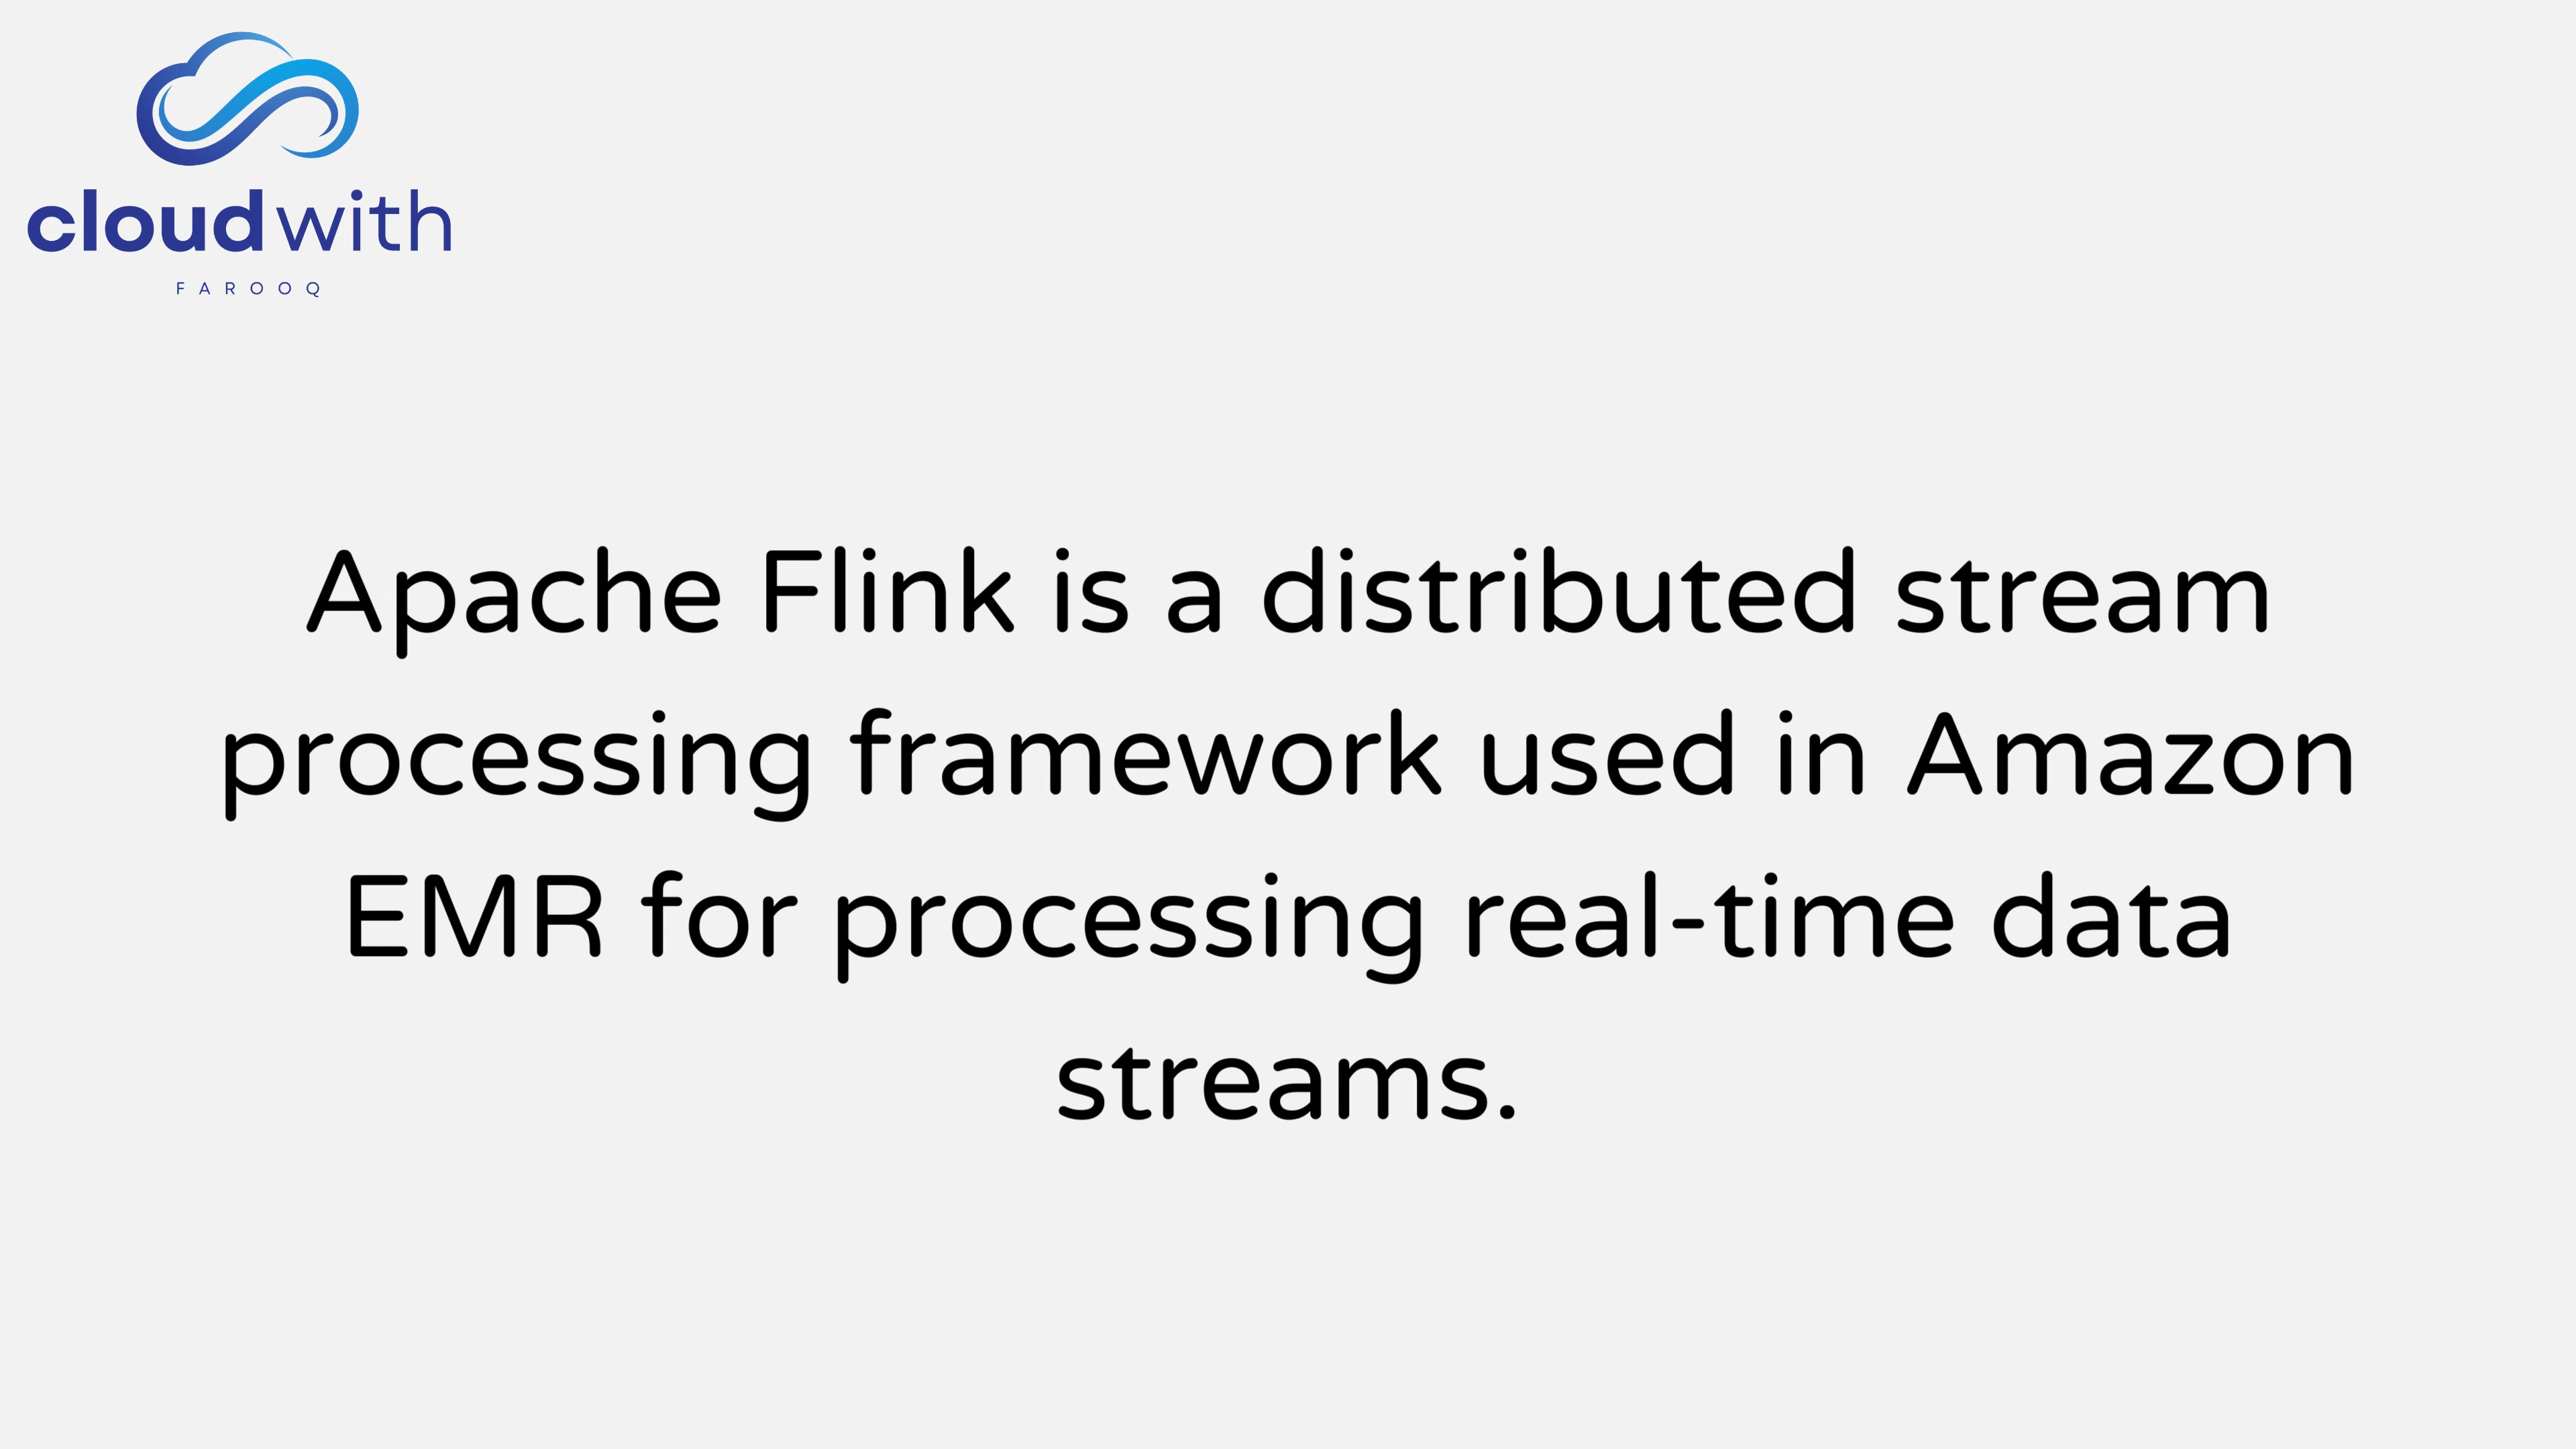 cloud with
FAROOQ
Apache Flink is a distributed stream
processing framework used in Amazon
EMR for processing real-time data
streams.